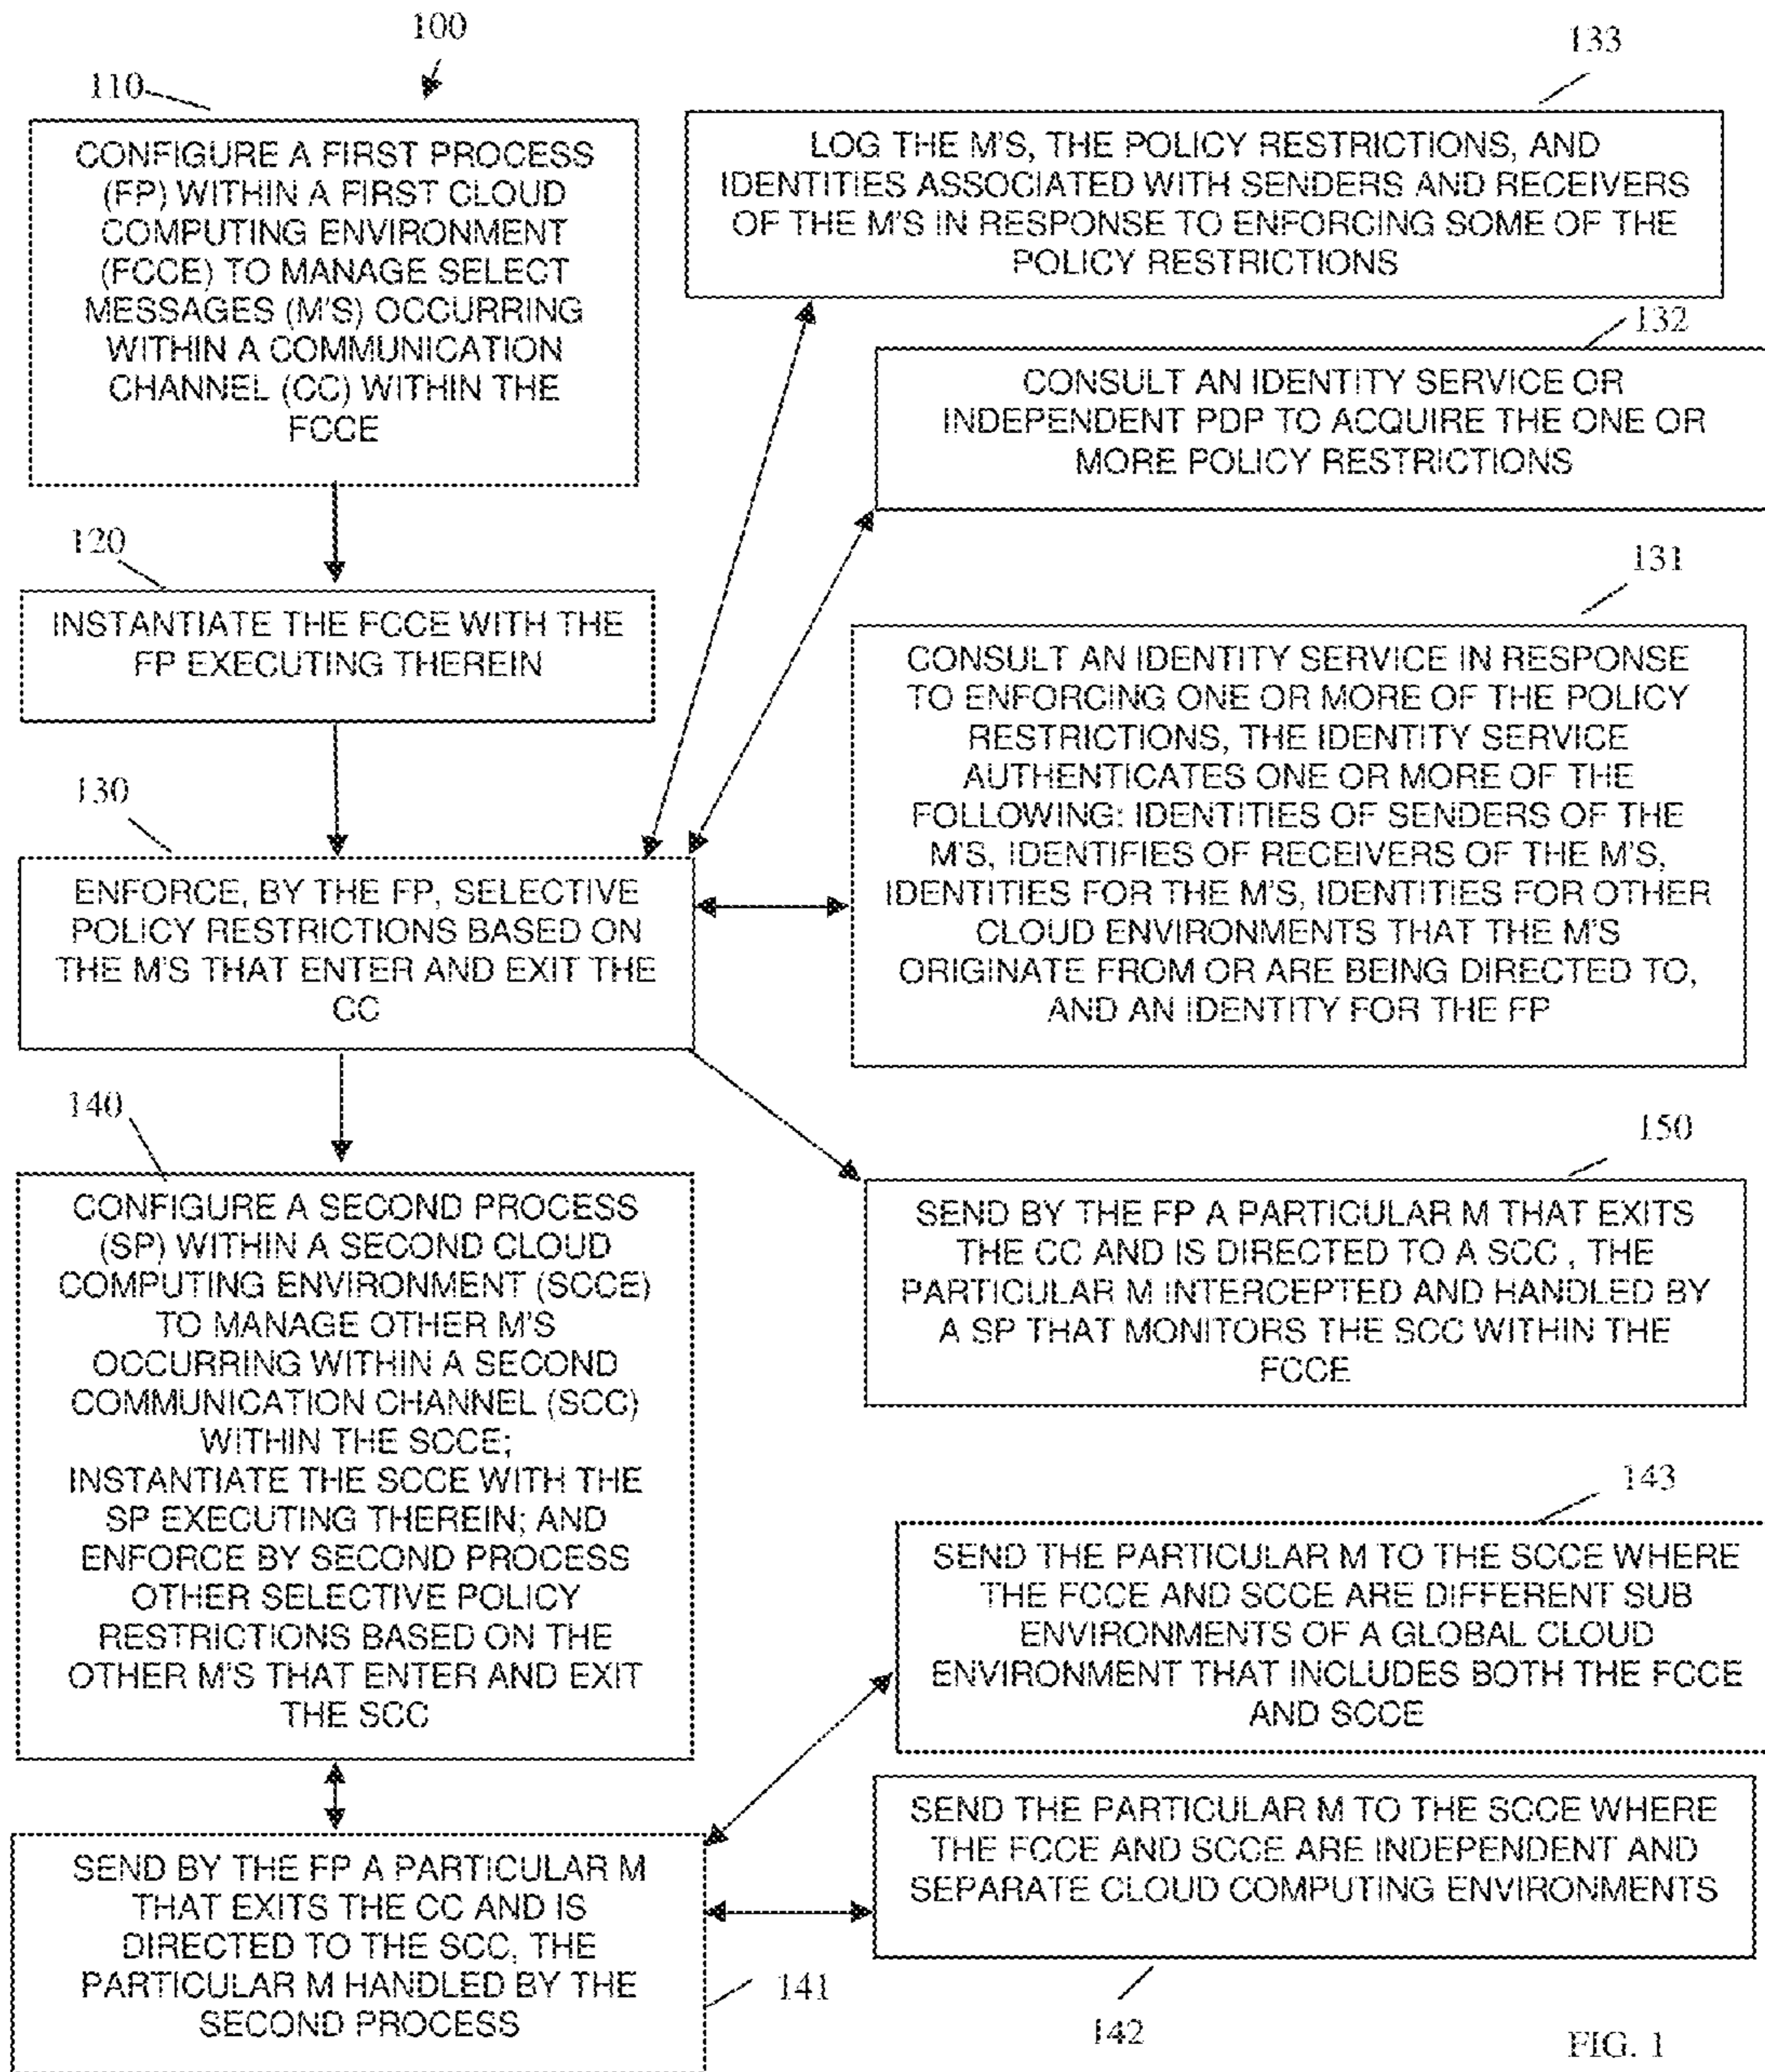 100
110
CONFIGURE A FIRST PROCESS
(FP) WITHIN A FIRST CLOUD
COMPUTING ENVIRONMENT
(FCCE) TO MANAGE SELECT
MESSAGES (M'S) OCCURRING
WITHIN A COMMUNICATION
CHANNEL (CC) WITHIN THE
FCCE
133
LOG THE M'S, THE POLICY RESTRICTIONS, AND
IDENTITIES ASSOCIATED WITH SENDERS AND RECEIVERS
OF THE M'S IN RESPONSE TO ENFORCING SOME OF THE
POLICY RESTRICTIONS
132
CONSULT AN IDENTITY SERVICE OR
INDEPENDENT PDP TO ACQUIRE THE ONE OR
MORE POLICY RESTRICTIONS
120
INSTANTIATE THE FCCE WITH THE
FP EXECUTING THEREIN
131
CONSULT AN IDENTITY SERVICE IN RESPONSE
TO ENFORCING ONE OR MORE OF THE POLICY
RESTRICTIONS, THE IDENTITY SERVICE
AUTHENTICATES ONE OR MORE OF THE
FOLLOWING: IDENTITIES OF SENDERS OF THE
M'S, IDENTIFIES OF RECEIVERS OF THE M'S,
IDENTITIES FOR THE M'S, IDENTITIES FOR OTHER
CLOUD ENVIRONMENTS THAT THE M'S
ORIGINATE FROM OR ARE BEING DIRECTED TO,
AND AN IDENTITY FOR THE FP
130
ENFORCE, BY THE FP, SELECTIVE
POLICY RESTRICTIONS BASED ON
THE M'S THAT ENTER AND EXIT THE
CC
140
CONFIGURE A SECOND PROCESS
(SP) WITHIN A SECOND CLOUD
COMPUTING ENVIRONMENT (SCCE)
TO MANAGE OTHER M'S
OCCURRING WITHIN A SECOND
COMMUNICATION CHANNEL (SCC)
WITHIN THE SCCE;
INSTANTIATE THE SCCE WITH THE
SP EXECUTING THEREIN; AND
ENFORCE BY SECOND PROCESS
OTHER SELECTIVE POLICY
RESTRICTIONS BASED ON THE
OTHER M'S THAT ENTER AND EXIT
THE SCC
150
SEND BY THE FP A PARTICULAR M THAT EXITS
THE CC AND IS DIRECTED TO A SCC , THE
PARTICULAR M INTERCEPTED AND HANDLED BY
A SP THAT MONITORS THE SCC WITHIN THE
FCCE
143
SEND THE PARTICULAR M TO THE SCCE WHERE
THE FCCE AND SCCE ARE DIFFERENT SUB
ENVIRONMENTS OF A GLOBAL CLOUD
ENVIRONMENT THAT INCLUDES BOTH THE FCCE
AND SCCE
SEND THE PARTICULAR M TO THE SCCE WHERE
THE FCCE AND SCCE ARE INDEPENDENT AND
SEPARATE CLOUD COMPUTING ENVIRONMENTS
142
SEND BY THE FP A PARTICULAR M
THAT EXITS THE CC AND IS
DIRECTED TO THE SCC, THE
PARTICULAR M HANDLED BY THE
SECOND PROCESS
141
FIG. 1